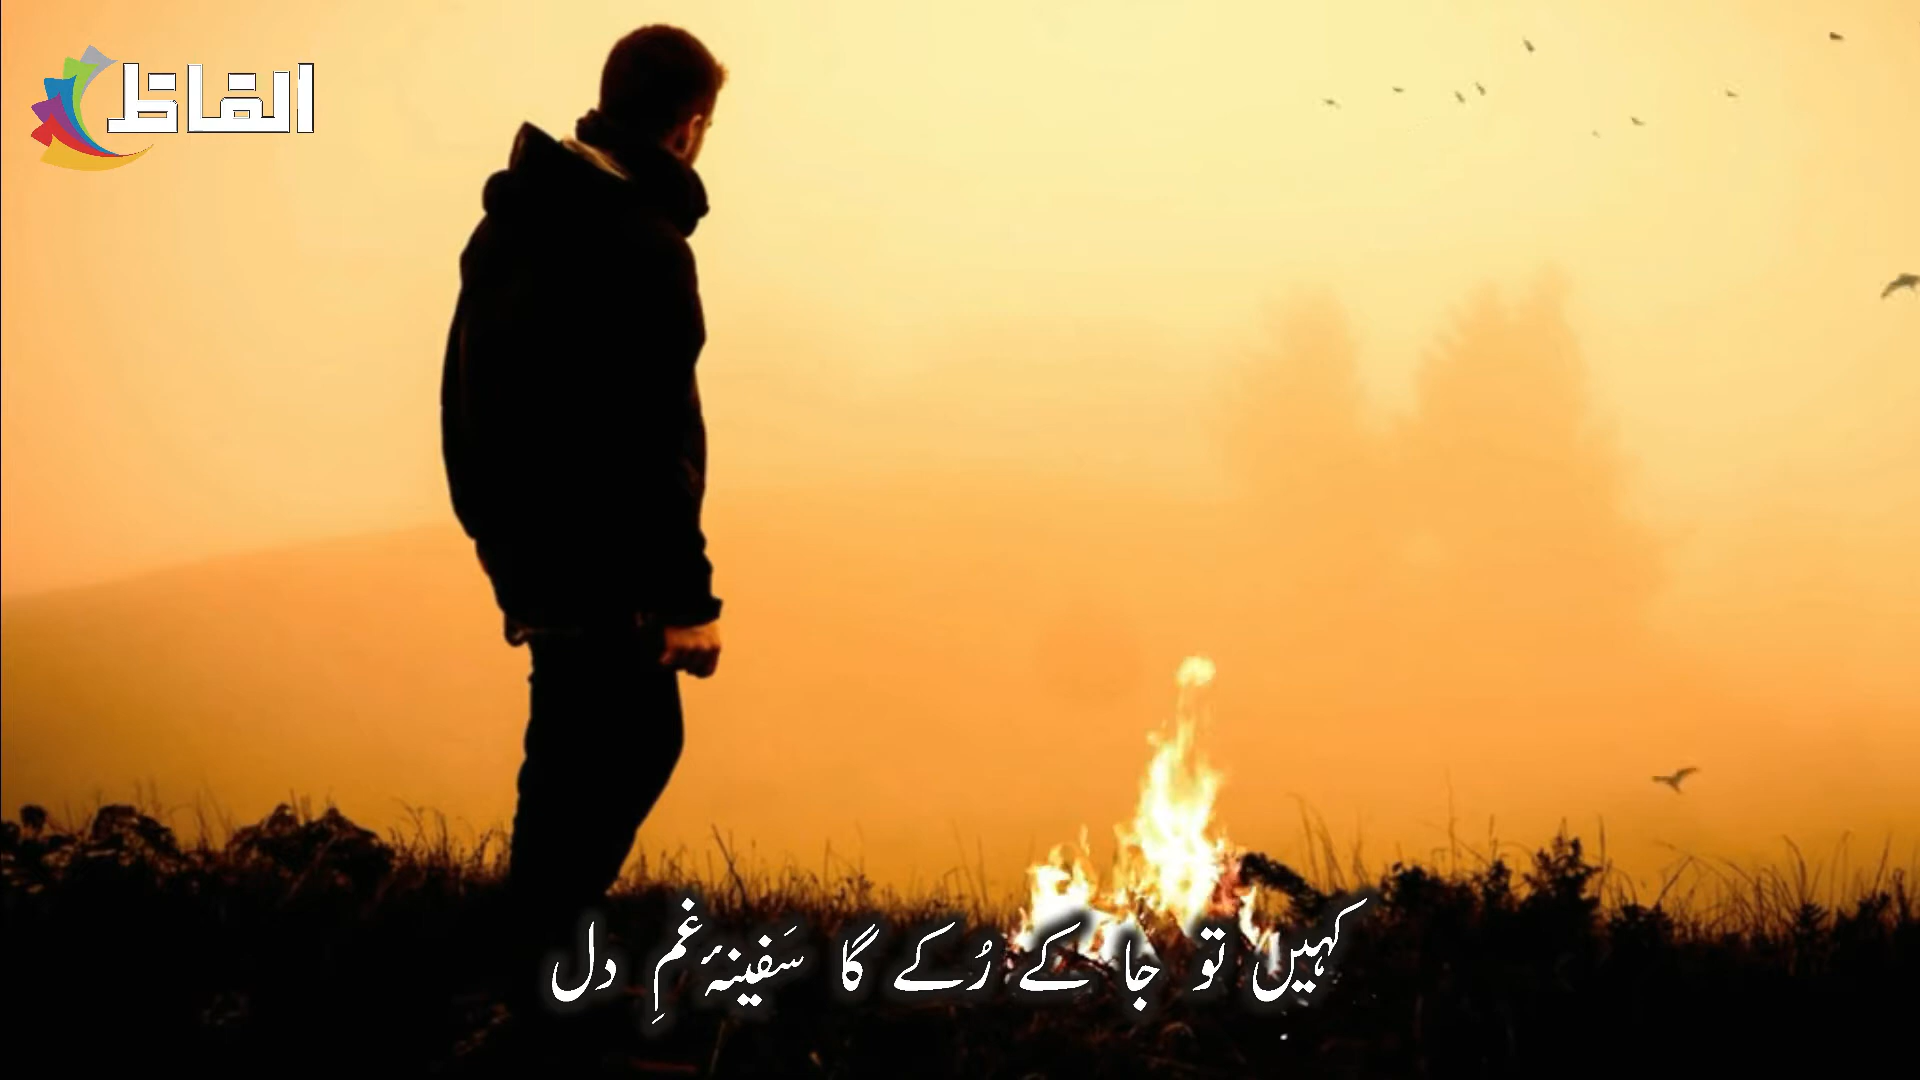 الفاظ
کہیں تو جا کے رُکے گا سَفینۂ غمِ دل